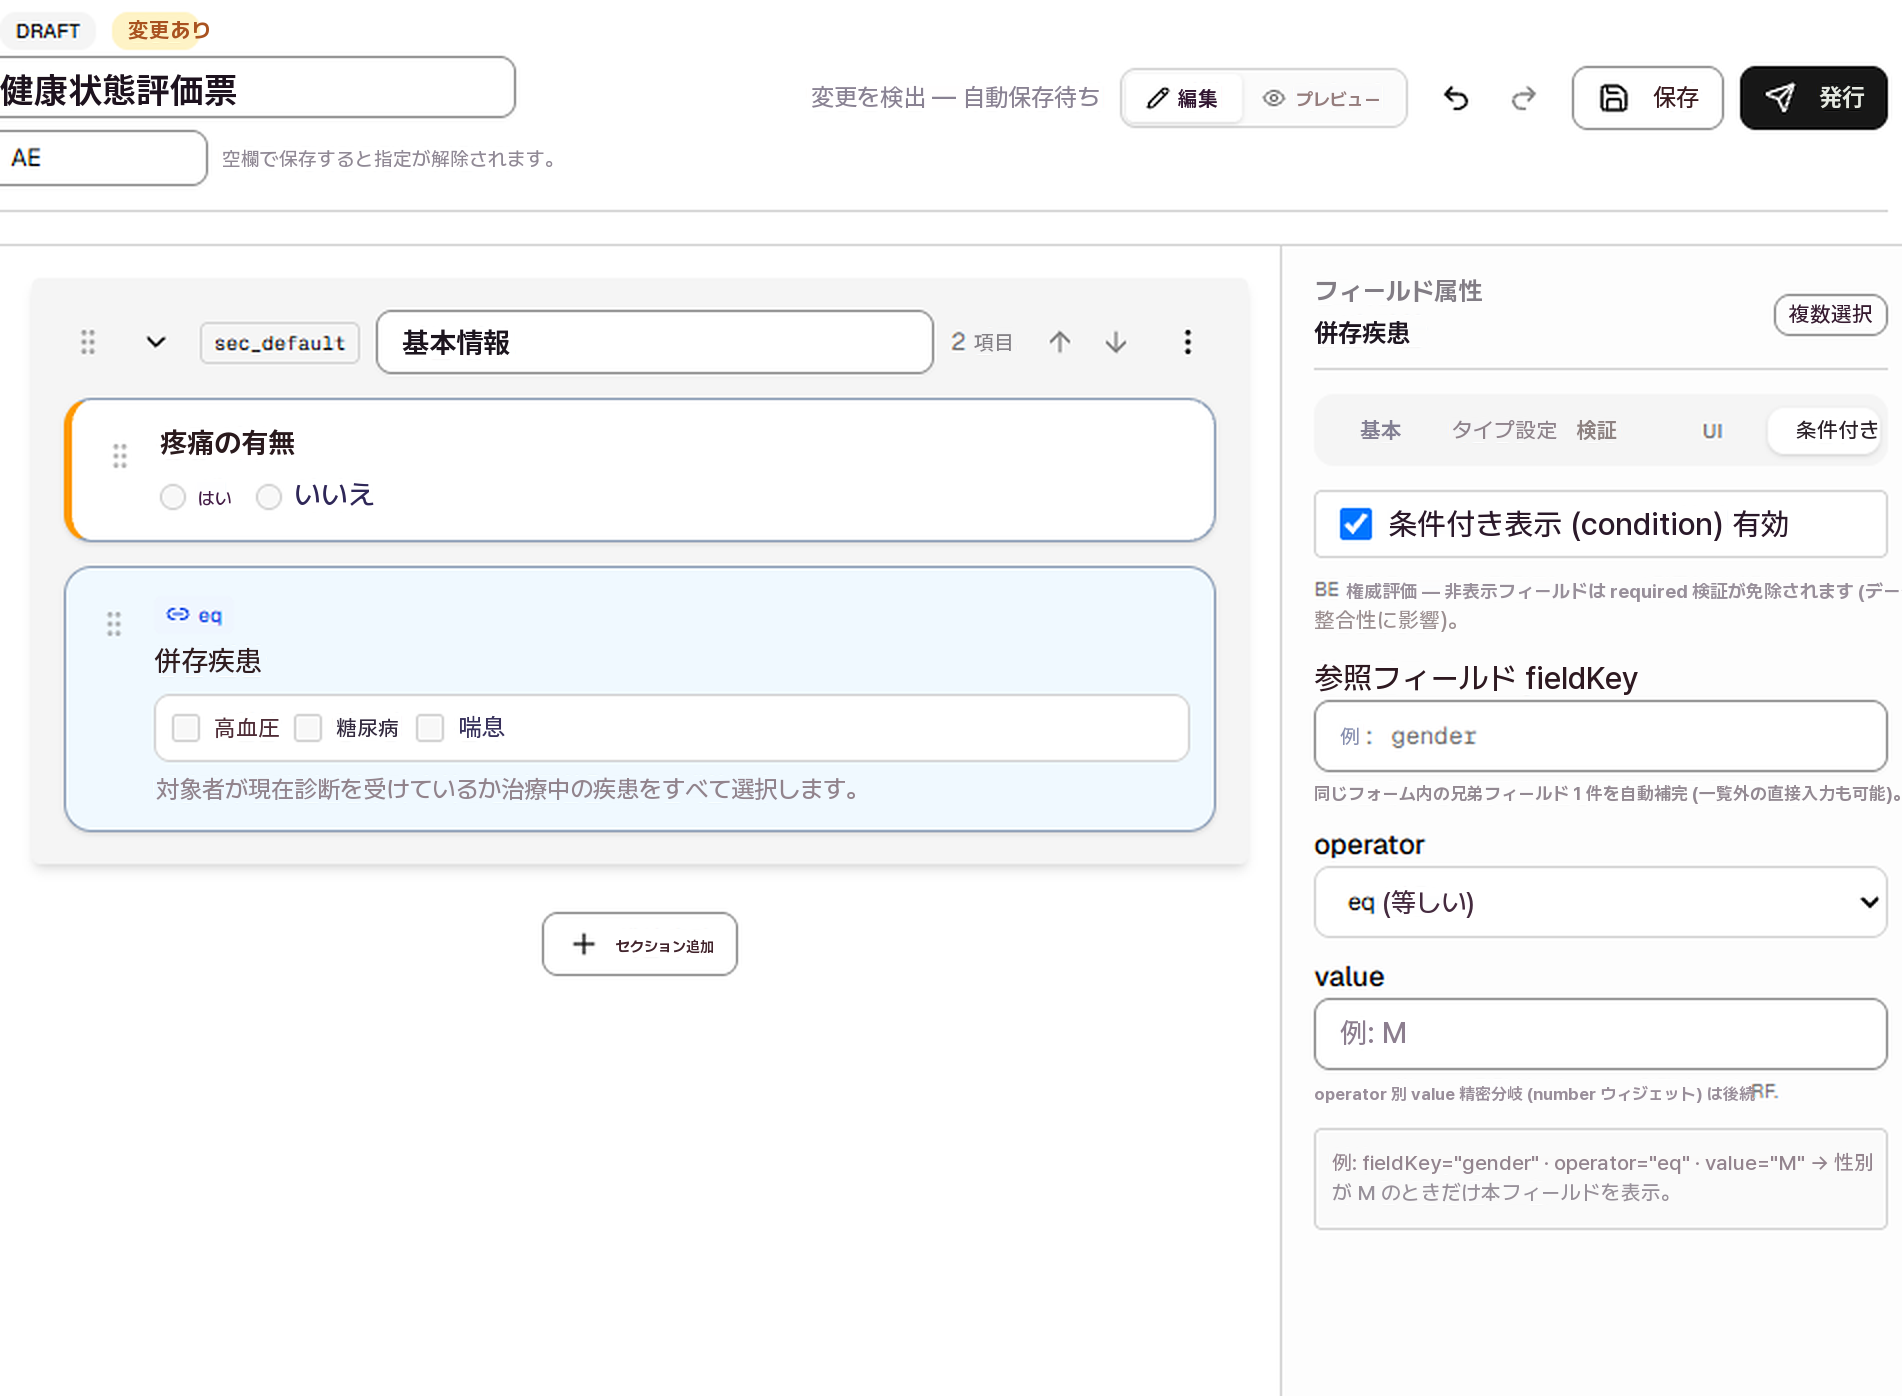 DRAFT 変更あり
健康状態評価票
変更を検出 — 自動保存待ち 編集 プレビュー 保存 発行
AE 空欄で保存すると指定が解除されます。
sec_default 基本情報 2 項目
疼痛の有無
はい いいえ
eq
併存疾患
高血圧 糖尿病 喘息
対象者が現在診断を受けているか治療中の疾患をすべて選択します。
セクション追加
フィールド属性
併存疾患
複数選択
基本 タイプ設定 検証 UI 条件付き
条件付き表示 (condition) 有効
BE 権威評価 — 非表示フィールドは required 検証が免除されます (デー
整合性に影響)。
参照フィールド fieldKey
例： gender
同じフォーム内の兄弟フィールド 1 件を自動補完 (一覧外の直接入力も可能)。
operator
eq (等しい)
value
例: M
operator 別 value 精密分岐 (number ウィジェット) は後続RF.
例: fieldKey="gender" · operator="eq" · value="M" → 性別
が M のときだけ本フィールドを表示。